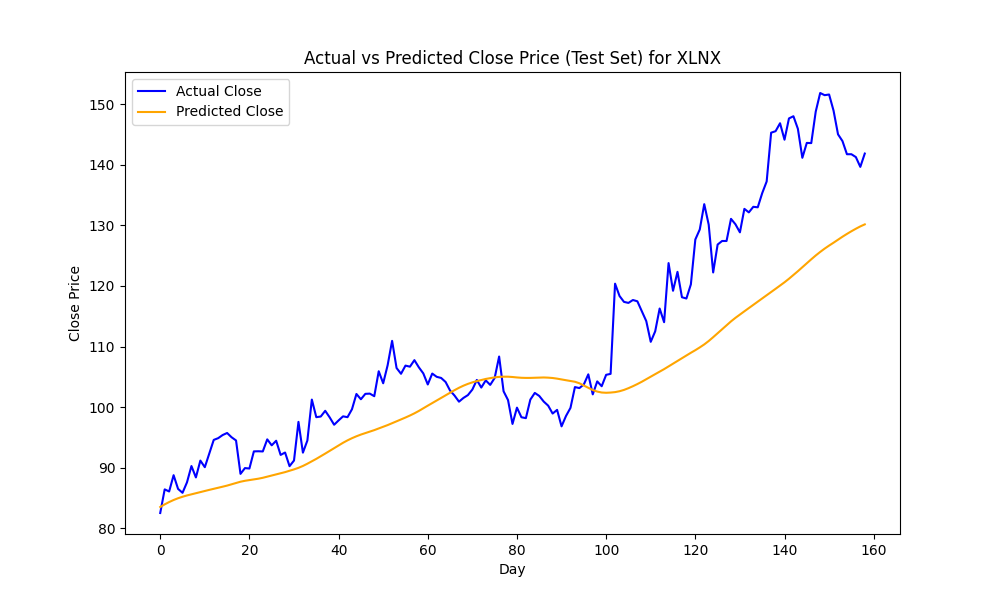 Actual vs Predicted Close Price (Test Set) for XLNX
Actual Close
Predicted Close
150
140
130
120
110
100
90
80
Close Price
0 20 40 60 80 100 120 140 160
Day